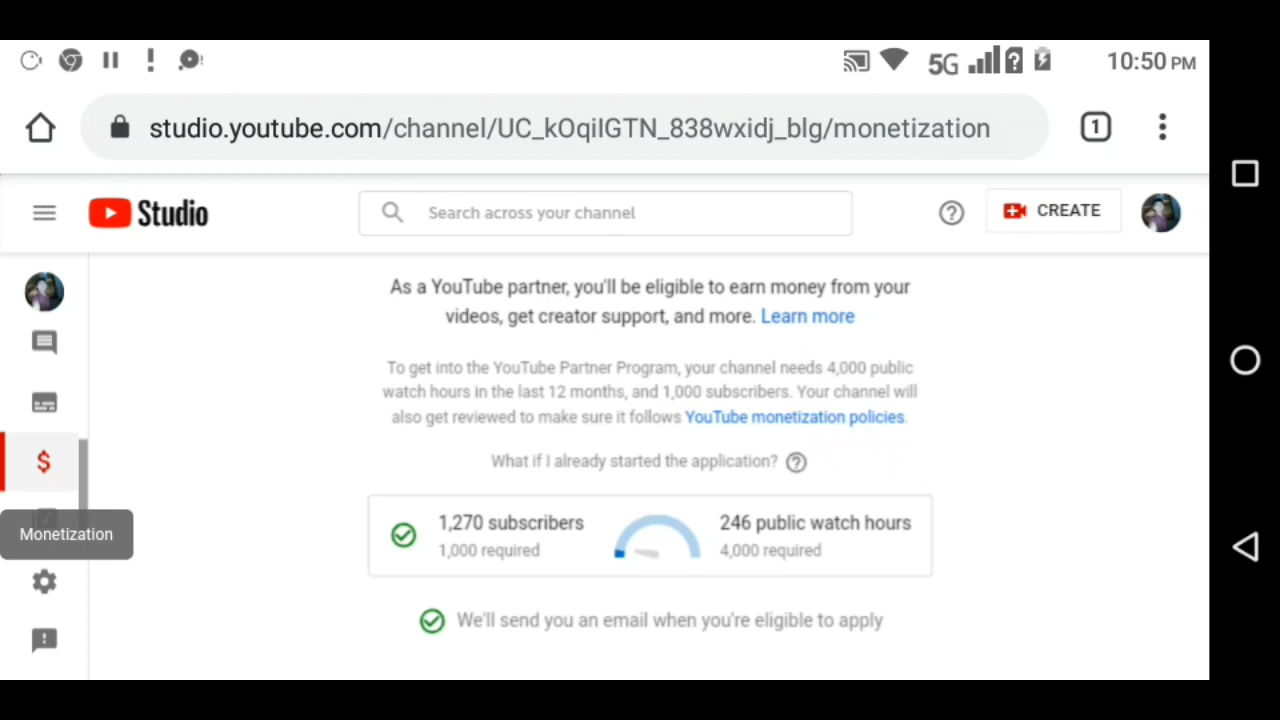 5G
10:50 PM
studio.youtube.com/channel/UC_kOqiIGTN_838wxidj_blg/monetization
1
Studio
Search across your channel
CREATE
As a YouTube partner, you'll be eligible to earn money from your
videos, get creator support, and more. Learn more
To get into the YouTube Partner Program, your channel needs 4,000 public
watch hours in the last 12 months, and 1,000 subscribers. Your channel will
also get reviewed to make sure it follows YouTube monetization policies.
What if I already started the application?
1,270 subscribers
1,000 required
246 public watch hours
4,000 required
Monetization
We'll send you an email when you're eligible to apply